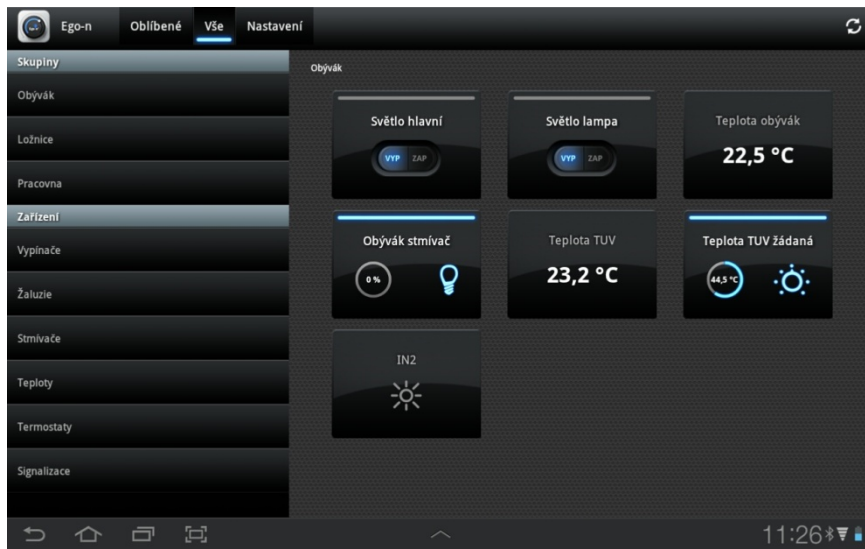 Ego-n
Oblíbené
Vše
Nastavení
Skupiny
Obývák
Ložnice
Pracovna
Zařízení
Vypínače
Žaluzie
Stmívače
Teploty
Termostaty
Signalizace
Obývák
Světlo hlavní
VYP ZAP
Světlo lampa
VYP ZAP
Teplota obývák
22,5 °C
Obývák stmívač
0 %
Teplota TUV
23,2 °C
Teplota TUV žádaná
44,5 °C
IN2
11:26